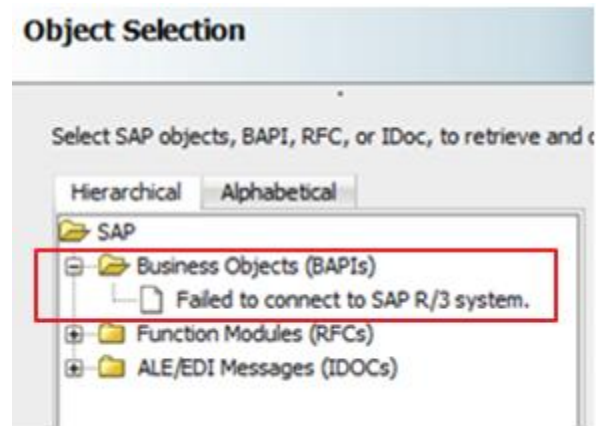 Object Selection
Select SAP objects, BAPI, RFC, or IDoc, to retrieve and
Hierarchical Alphabetical
SAP
Business Objects (BAPIs)
Failed to connect to SAP R/3 system.
Function Modules (RFCs)
ALE/EDI Messages (IDOCs)